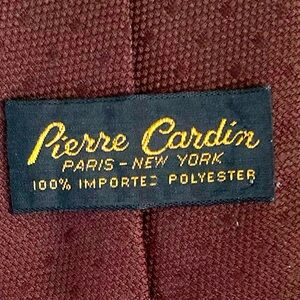 Pierre Cardin
PARIS - NEW YORK
100% IMPORTED POLYESTER